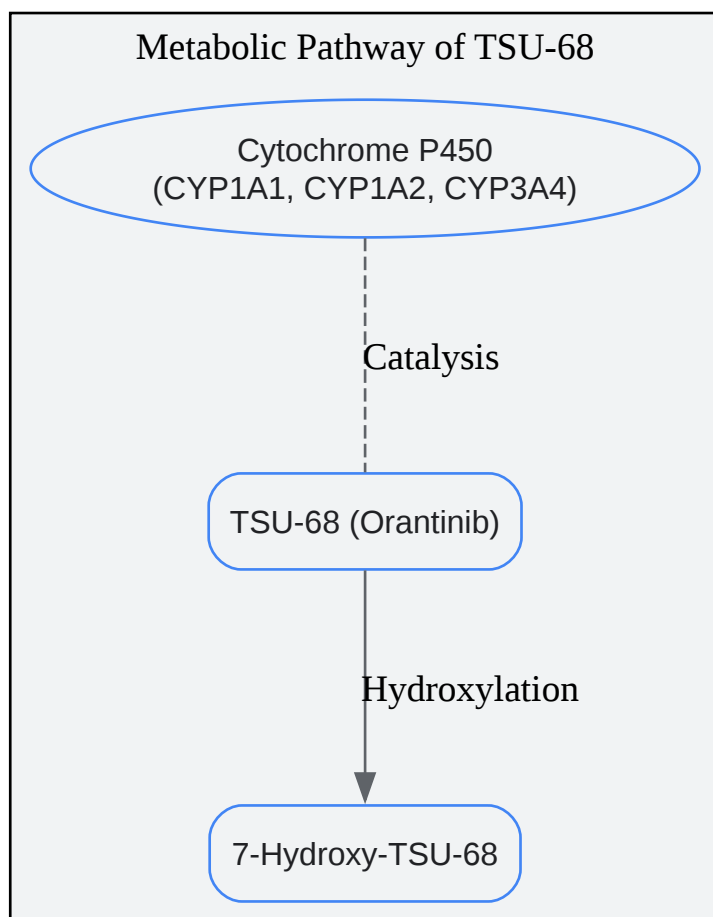 Metabolic Pathway of TSU-68
Cytochrome P450
(CYP1A1, CYP1A2, CYP3A4)
Catalysis
TSU-68 (Orantinib)
Hydroxylation
7-Hydroxy-TSU-68